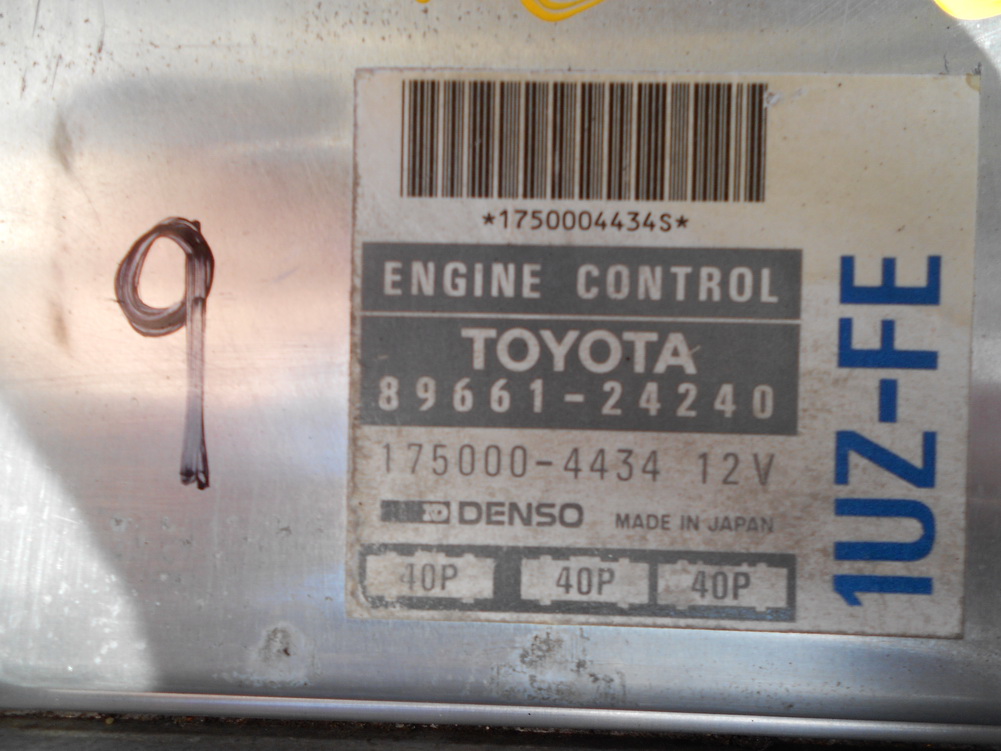 9
*1750004434S*
ENGINE CONTROL
TOYOTA
89661-24240
175000-4434 12V
D DENSO MADE IN JAPAN
40P 40P 40P
1UZ-FE